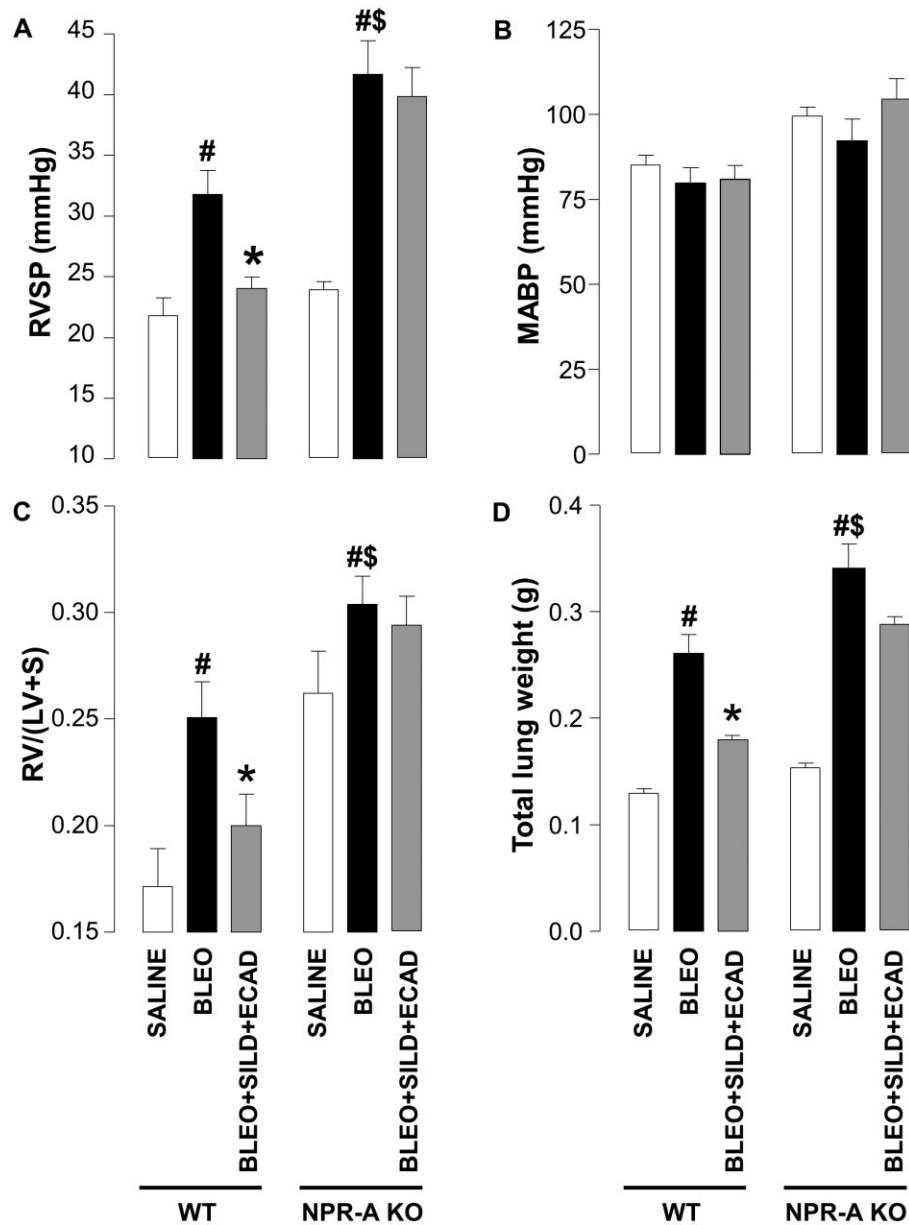 A
RVSP (mmHg)
45
40
35
30
25
20
15
10
#
*
#$
B
MABP (mmHg)
125
100
75
50
25
0
C
RV/(LV+S)
0.35
0.30
0.25
0.20
0.15
#
*
#$
SALINE
BLEO
BLEO+SILD+ECAD
SALINE
BLEO
BLEO+SILD+ECAD
WT
NPR-A KO
D
Total lung weight (g)
0.4
0.3
0.2
0.1
0.0
#
*
#$
SALINE
BLEO
BLEO+SILD+ECAD
SALINE
BLEO
BLEO+SILD+ECAD
WT
NPR-A KO